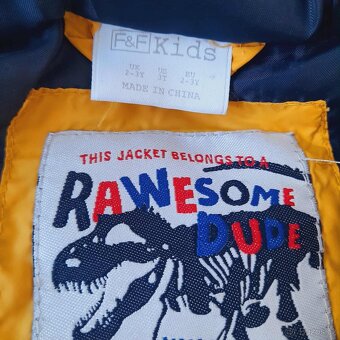 F&F Kids
UK US EU
2-3Y 3T 2-3Y
MADE IN CHINA
THIS JACKET BELONGS TO A
RAWESOME
DUDE